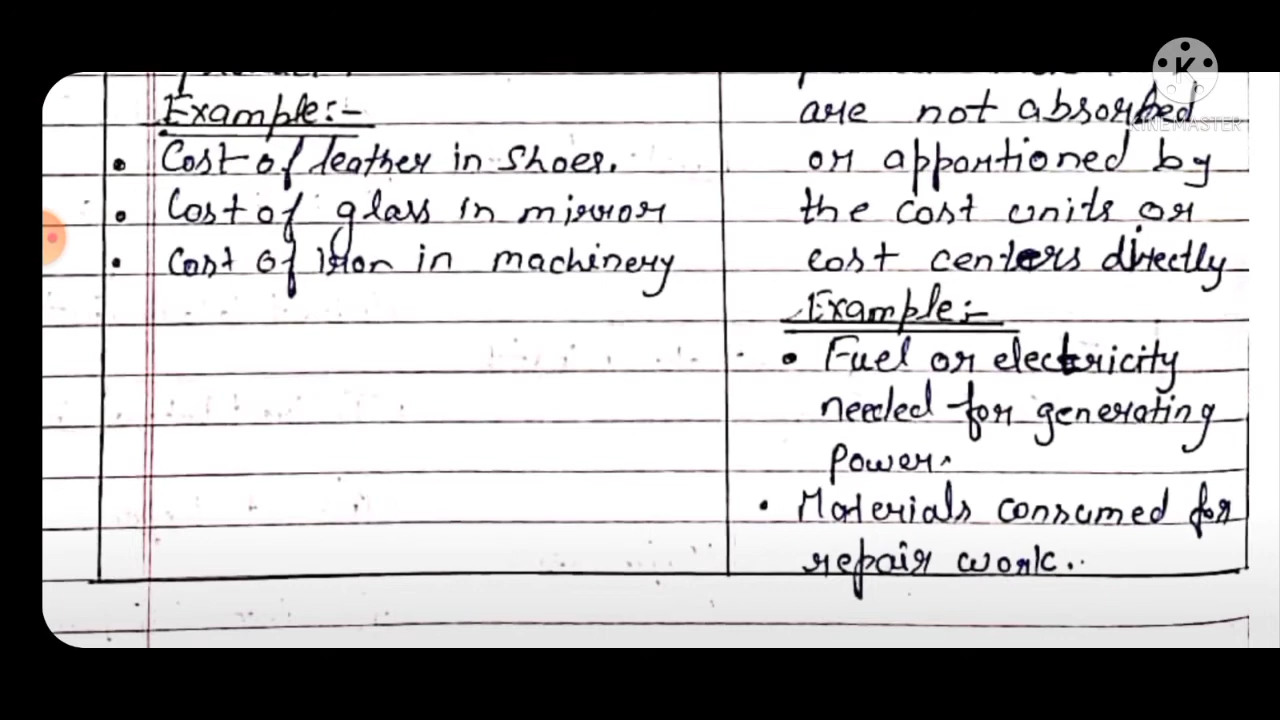 Example:-
• Cost of leather in shoes.
• Cost of glass in mirror
• Cost of Iron in machinery
are not absorbed
or apportioned by
the cost units or
cost centers directly
Example:-
• Fuel or electricity
needed for generating
power.
• Materials consumed for
repair work..
K
KINEMASTER